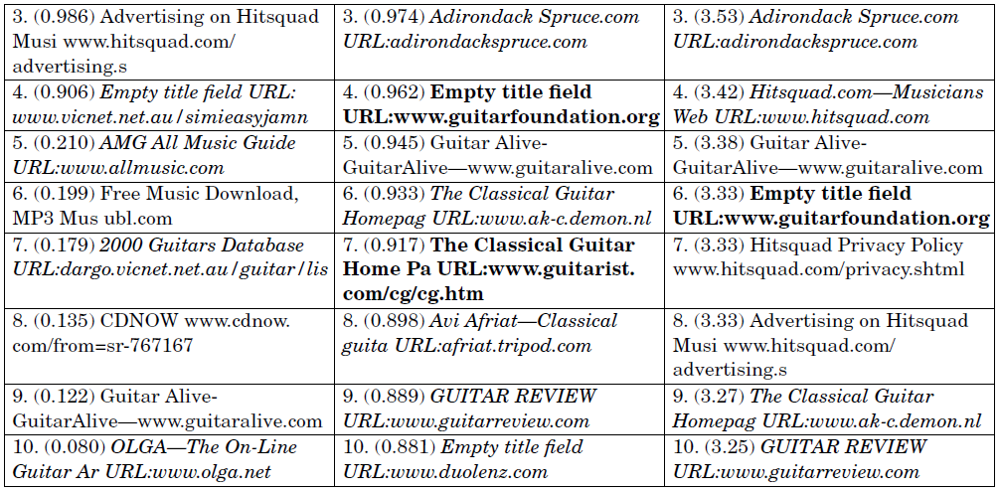 3. (0.986) Advertising on Hitsquad
Musi www.hitsquad.com/
advertising.s
3. (0.974) Adirondack Spruce.com
URL:adirondackspruce.com
3. (3.53) Adirondack Spruce.com
URL:adirondackspruce.com
4. (0.906) Empty title field URL:
www.vicnet.net.au/simieasyjamn
4. (0.962) Empty title field
URL:www.guitarfoundation.org
4. (3.42) Hitsquad.com—Musicians
Web URL:www.hitsquad.com
5. (0.210) AMG All Music Guide
URL:www.allmusic.com
5. (0.945) Guitar Alive-
GuitarAlive—www.guitaralive.com
5. (3.38) Guitar Alive-
GuitarAlive—www.guitaralive.com
6. (0.199) Free Music Download,
MP3 Mus ubl.com
6. (0.933) The Classical Guitar
Homepag URL:www.ak-c.demon.nl
6. (3.33) Empty title field
URL:www.guitarfoundation.org
7. (0.179) 2000 Guitars Database
URL:dargo.vicnet.net.au/guitar/lis
7. (0.917) The Classical Guitar
Home Pa URL:www.guitarist.
com/cg/cg.htm
7. (3.33) Hitsquad Privacy Policy
www.hitsquad.com/privacy.shtml
8. (0.135) CDNOW www.cdnow.
com/from=sr-767167
8. (0.898) Avi Afriat—Classical
guita URL:afriat.tripod.com
8. (3.33) Advertising on Hitsquad
Musi www.hitsquad.com/
advertising.s
9. (0.122) Guitar Alive-
GuitarAlive—www.guitaralive.com
9. (0.889) GUITAR REVIEW
URL:www.guitarreview.com
9. (3.27) The Classical Guitar
Homepag URL:www.ak-c.demon.nl
10. (0.080) OLGA—The On-Line
Guitar Ar URL:www.olga.net
10. (0.881) Empty title field
URL:www.duolenz.com
10. (3.25) GUITAR REVIEW
URL:www.guitarreview.com